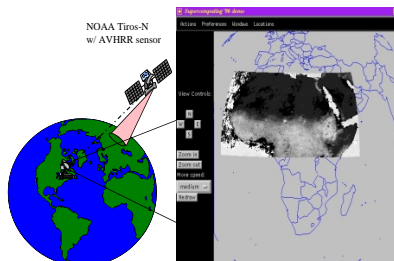 NOAA Tiros-N
w/ AVHRR sensor
Supercomputing '96 demo
Actions Preferences Windows Locations
View Controls:
N
W E
S
Zoom in
Zoom out
Move speed:
medium
Redraw